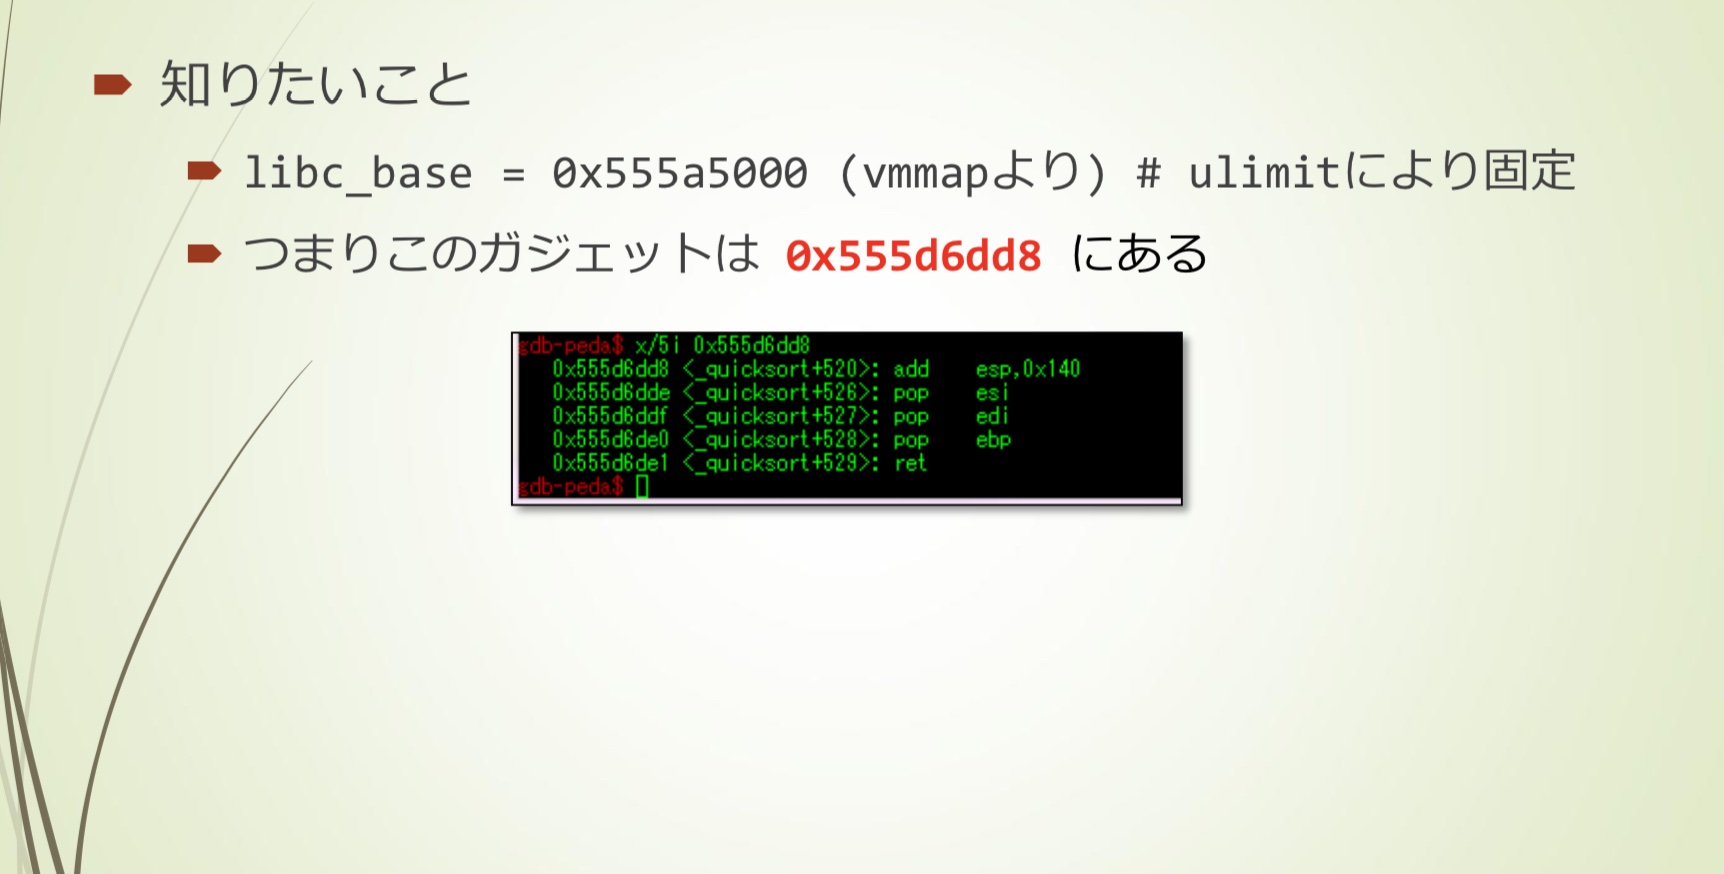 知りたいこと
libc_base = 0x555a5000 (vmmapより) # ulimitにより固定
つまりこのガジェットは 0x555d6dd8 にある
gdb-peda$ x/5i 0x555d6dd8
0x555d6dd8 <_quicksort+520>: add esp,0x140
0x555d6dde <_quicksort+526>: pop esi
0x555d6ddf <_quicksort+527>: pop edi
0x555d6de0 <_quicksort+528>: pop ebp
0x555d6de1 <_quicksort+529>: ret
gdb-peda$